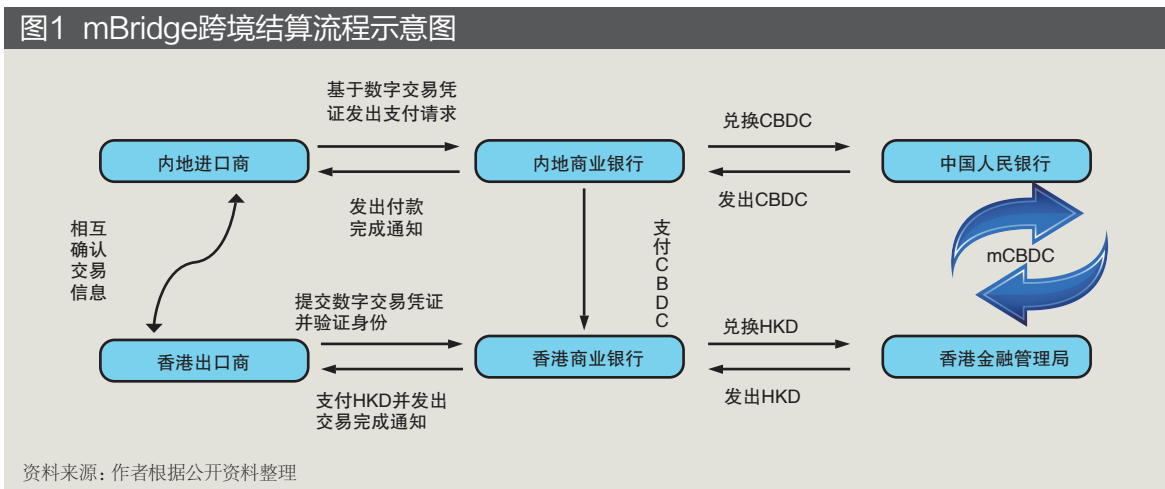 图1 mBridge跨境结算流程示意图
基于数字交易凭
证发出支付请求
兑换CBDC
内地进口商
内地商业银行
中国人民银行
发出付款
完成通知
发出CBDC
相互
确认
交易
信息
支
付
C
B
D
C
mCBDC
提交数字交易凭证
并验证身份
兑换HKD
香港出口商
香港商业银行
香港金融管理局
支付HKD并发出
交易完成通知
发出HKD
资料来源：作者根据公开资料整理